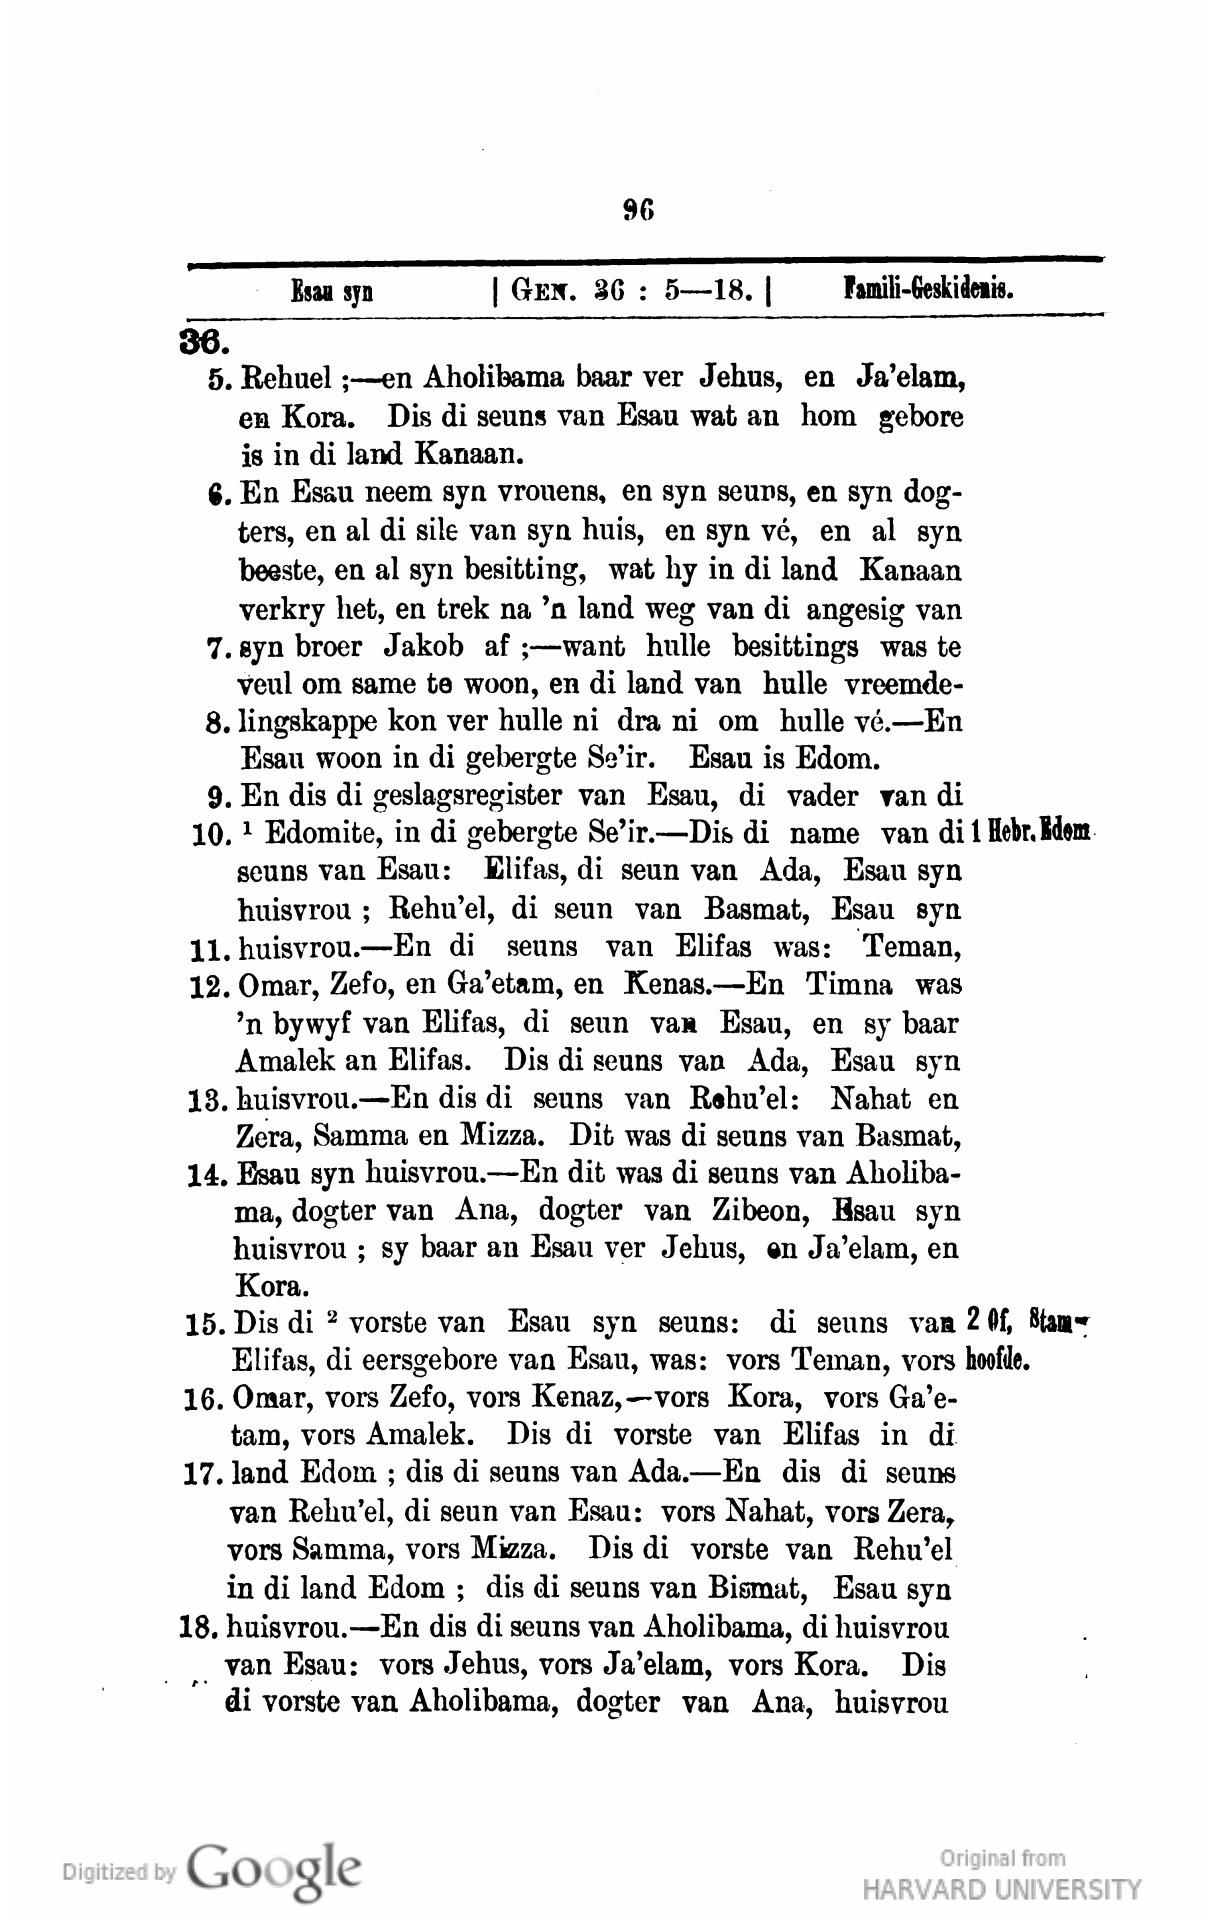 96
Esau syn | GEN. 36 : 5—18. | Famili-Geskidenis.
36.
5. Rehuel ;—en Aholibama baar ver Jehus, en Ja'elam,
en Kora. Dis di seuns van Esau wat an hom gebore
is in di land Kanaan.
6. En Esau neem syn vrouens, en syn seuns, en syn dog-
ters, en al di sile van syn huis, en syn vé, en al syn
beeste, en al syn besitting, wat hy in di land Kanaan
verkry het, en trek na 'n land weg van di angesig van
7. syn broer Jakob af ;—want hulle besittings was te
veul om same te woon, en di land van hulle vreemde-
8. lingskappe kon ver hulle ni dra ni om hulle vé.—En
Esau woon in di gebergte Se'ir. Esau is Edom.
9. En dis di geslagsregister van Esau, di vader van di
10. ¹ Edomite, in di gebergte Se'ir.—Dis di name van di 1 Hebr. Edom
seuns van Esau: Elifas, di seun van Ada, Esau syn
huisvrou ; Rehu'el, di seun van Basmat, Esau syn
11. huisvrou.—En di seuns van Elifas was: Teman,
12. Omar, Zefo, en Ga'etam, en Kenas.—En Timna was
'n bywyf van Elifas, di seun van Esau, en sy baar
Amalek an Elifas. Dis di seuns van Ada, Esau syn
13. huisvrou.—En dis di seuns van Rehu'el: Nahat en
Zera, Samma en Mizza. Dit was di seuns van Basmat,
14. Esau syn huisvrou.—En dit was di seuns van Aholiba-
ma, dogter van Ana, dogter van Zibeon, Esau syn
huisvrou ; sy baar an Esau ver Jehus, en Ja'elam, en
Kora.
15. Dis di ² vorste van Esau syn seuns: di seuns van 2 Of, Stam-
Elifas, di eersgebore van Esau, was: vors Teman, vors hoofde.
16. Omar, vors Zefo, vors Kenaz,—vors Kora, vors Ga'e-
tam, vors Amalek. Dis di vorste van Elifas in di
17. land Edom ; dis di seuns van Ada.—En dis di seuns
van Rehu'el, di seun van Esau: vors Nahat, vors Zera,
vors Samma, vors Mizza. Dis di vorste van Rehu'el
in di land Edom ; dis di seuns van Bismat, Esau syn
18. huisvrou.—En dis di seuns van Aholibama, di huisvrou
van Esau: vors Jehus, vors Ja'elam, vors Kora. Dis
di vorste van Aholibama, dogter van Ana, huisvrou
Digitized by Google
Original from
HARVARD UNIVERSITY